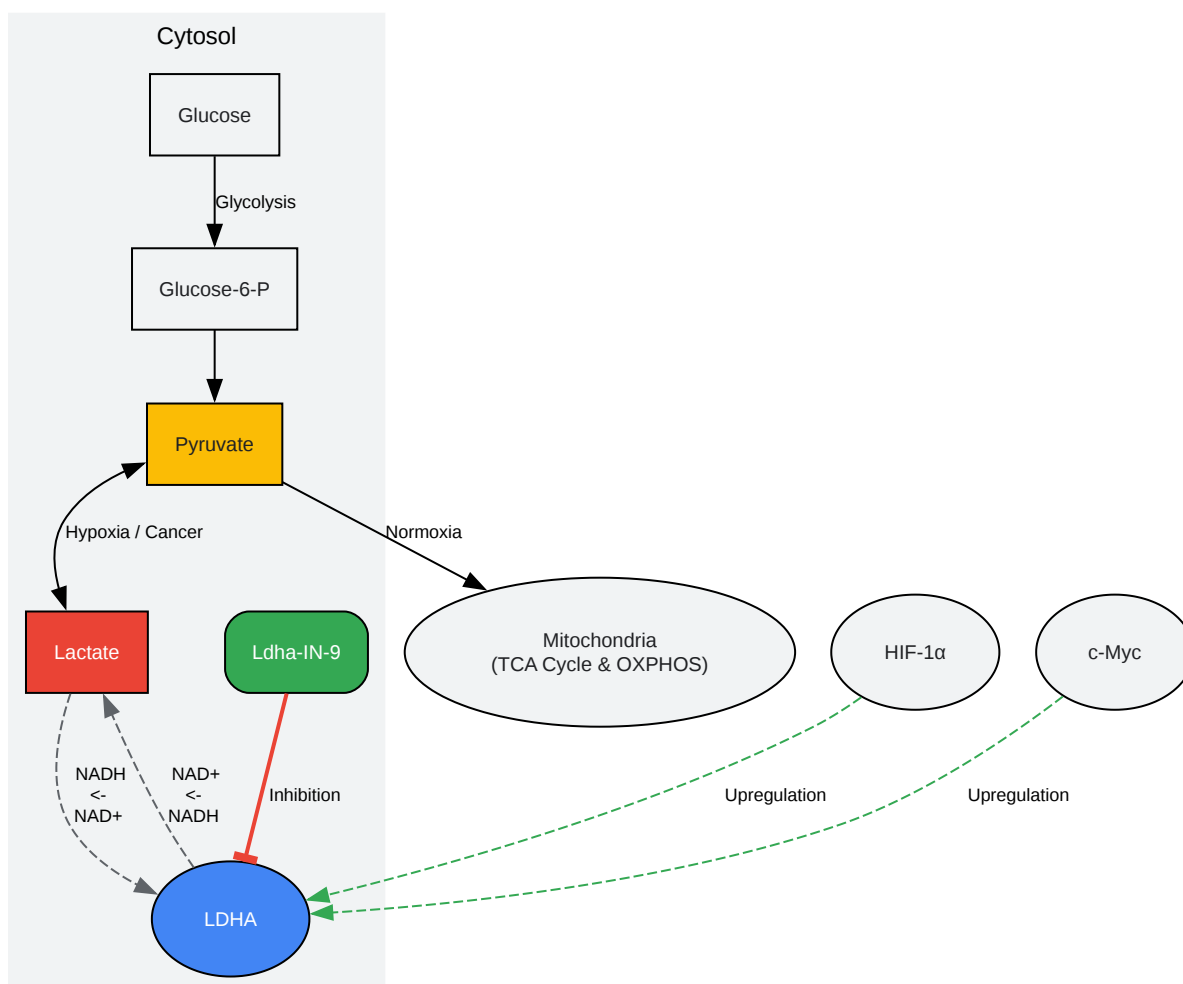 Cytosol
Glucose
Glycolysis
Glucose-6-P
Pyruvate
Hypoxia / Cancer
Normoxia
Lactate
Ldha-IN-9
Mitochondria
(TCA Cycle & OXPHOS)
HIF-1α
c-Myc
NADH
<-
NAD+
NAD+
<-
NADH
Inhibition
Upregulation
Upregulation
LDHA